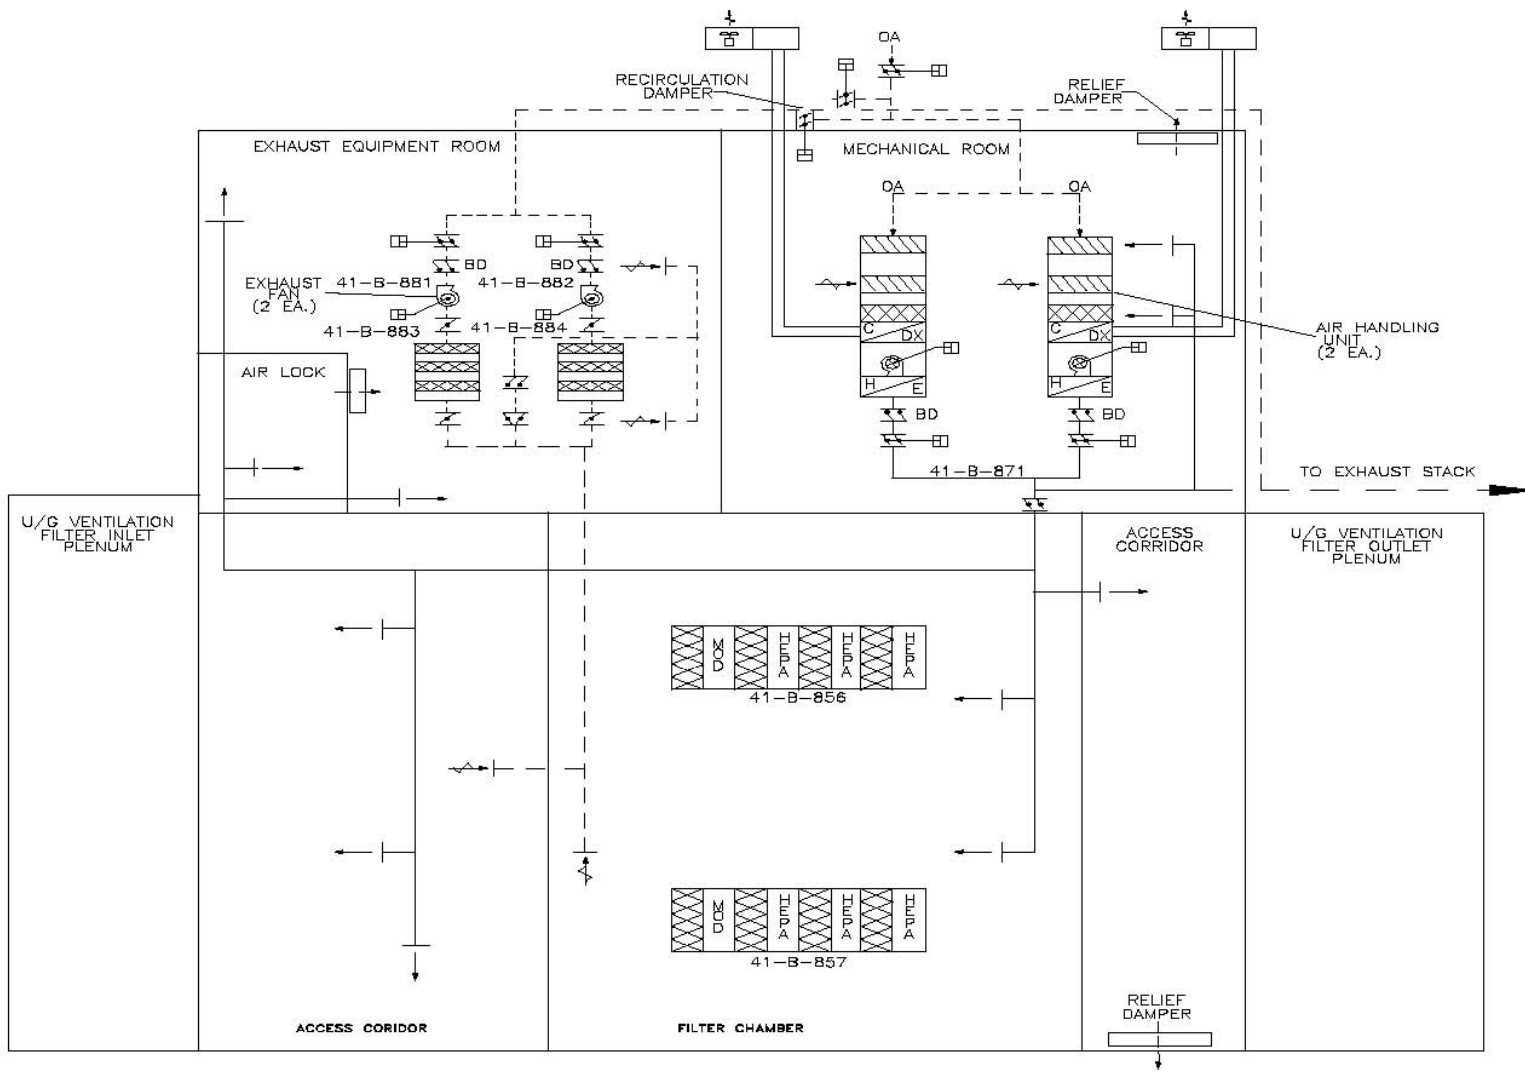 OA
RECIRCULATION
DAMPER
RELIEF
DAMPER
EXHAUST EQUIPMENT ROOM
MECHANICAL ROOM
OA
OA
BD
BD
EXHAUST
FAN
(2 EA.)
41-B-881
41-B-882
41-B-883
41-B-884
C
DX
C
DX
AIR HANDLING
UNIT
(2 EA.)
AIR LOCK
H
E
H
E
BD
BD
41-B-871
TO EXHAUST STACK
U/G VENTILATION
FILTER INLET
PLENUM
ACCESS
CORRIDOR
U/G VENTILATION
FILTER OUTLET
PLENUM
MOD
HEPA
HEPA
HEPA
41-B-856
MOD
HEPA
HEPA
HEPA
41-B-857
RELIEF
DAMPER
ACCESS CORIDOR
FILTER CHAMBER